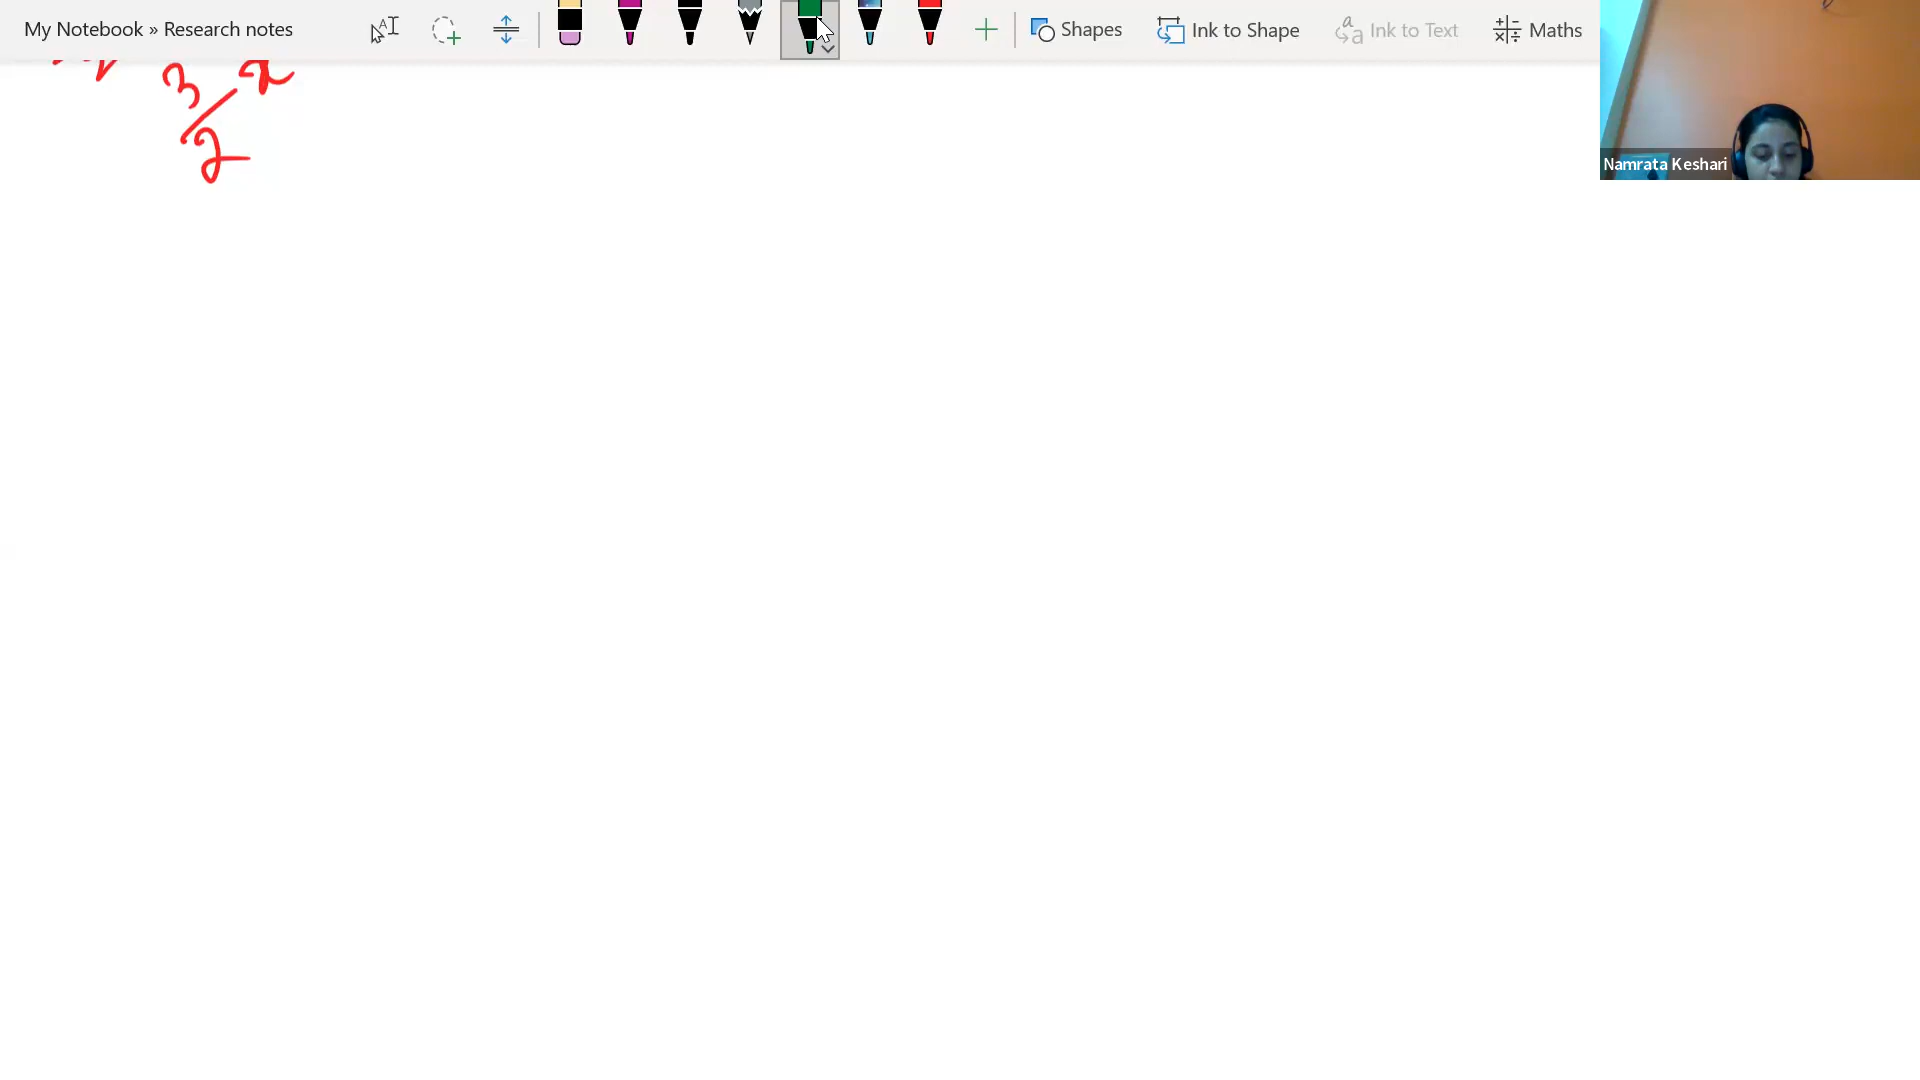 My Notebook » Research notes
Shapes
Ink to Shape
Ink to Text
Maths
Namrata Keshari
3
2